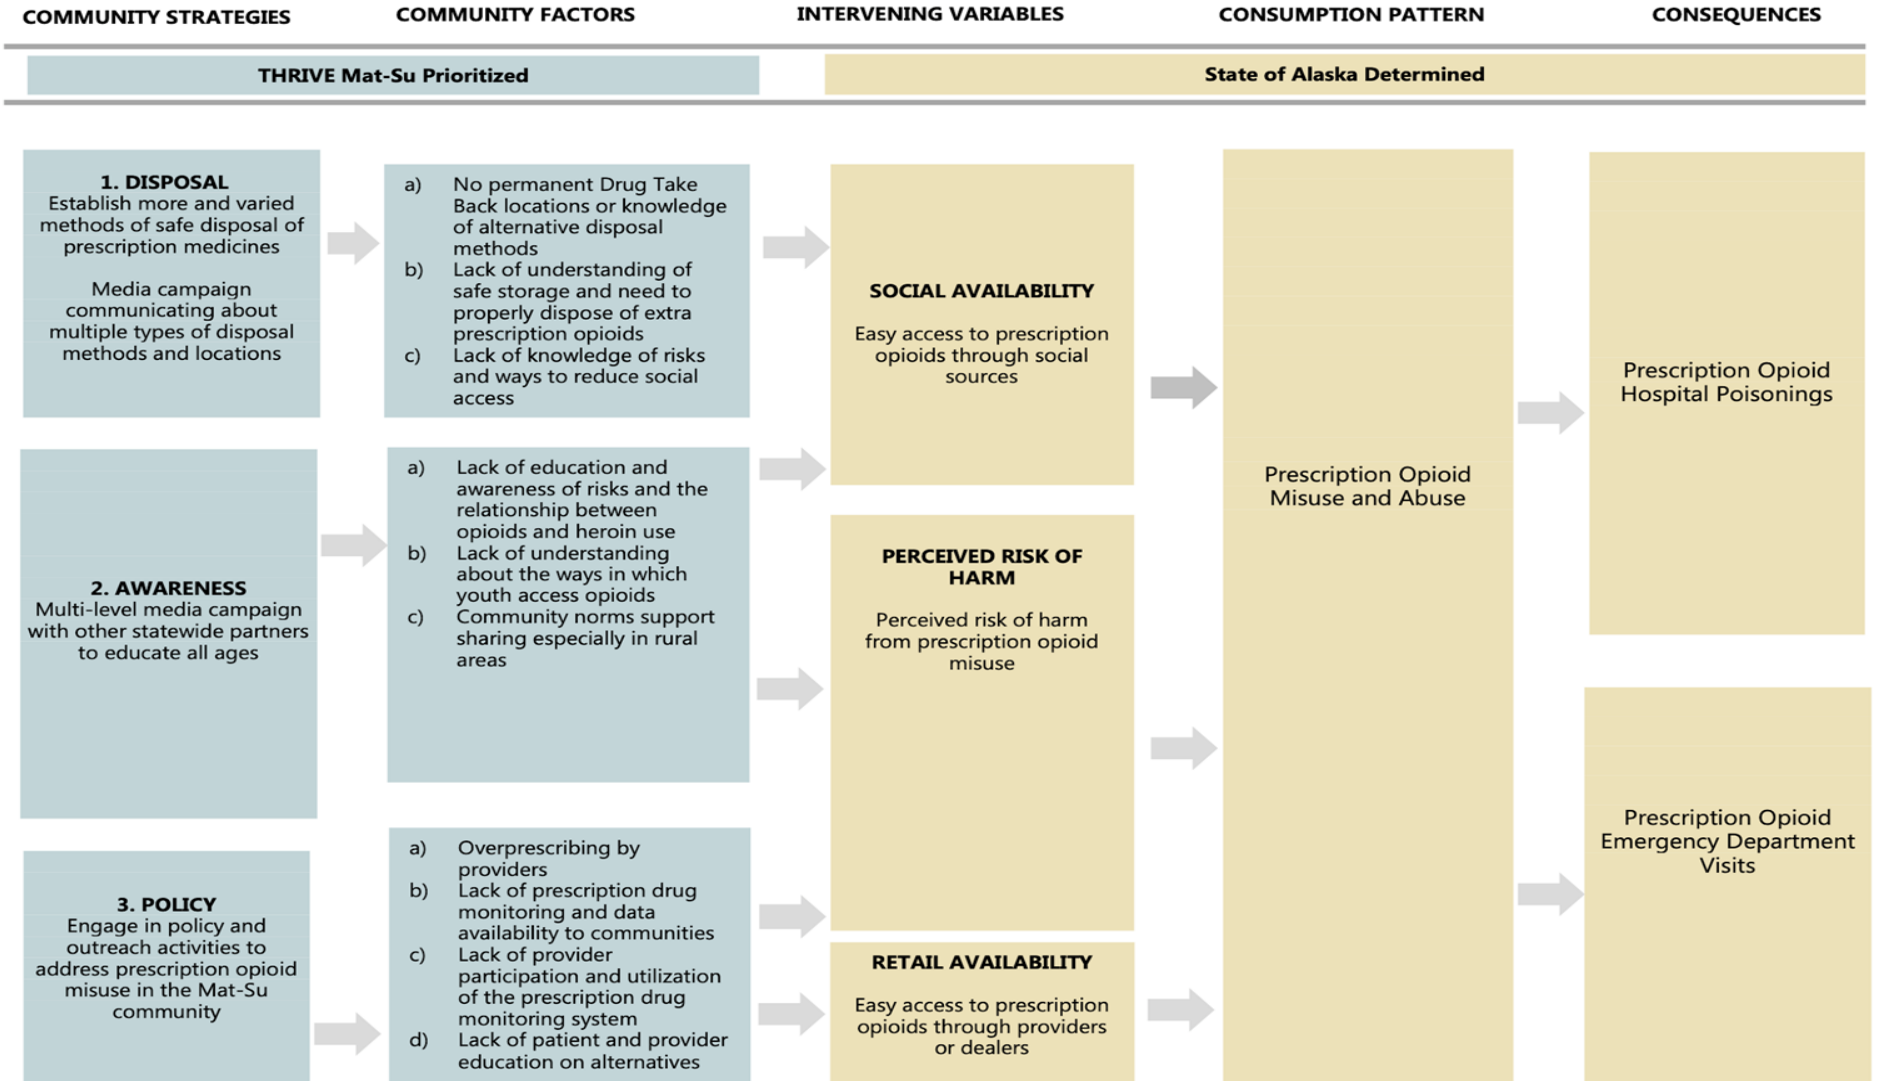 COMMUNITY STRATEGIES
COMMUNITY FACTORS
INTERVENING VARIABLES
CONSUMPTION PATTERN
CONSEQUENCES
THRIVE Mat-Su Prioritized
State of Alaska Determined
1. DISPOSAL
Establish more and varied
methods of safe disposal of
prescription medicines
Media campaign
communicating about
multiple types of disposal
methods and locations
a) No permanent Drug Take
Back locations or knowledge
of alternative disposal
methods
b) Lack of understanding of
safe storage and need to
properly dispose of extra
prescription opioids
c) Lack of knowledge of risks
and ways to reduce social
access
SOCIAL AVAILABILITY
Easy access to prescription
opioids through social
sources
2. AWARENESS
Multi-level media campaign
with other statewide partners
to educate all ages
a) Lack of education and
awareness of risks and the
relationship between
opioids and heroin use
b) Lack of understanding
about the ways in which
youth access opioids
c) Community norms support
sharing especially in rural
areas
PERCEIVED RISK OF
HARM
Perceived risk of harm
from prescription opioid
misuse
3. POLICY
Engage in policy and
outreach activities to
address prescription opioid
misuse in the Mat-Su
community
a) Overprescribing by
providers
b) Lack of prescription drug
monitoring and data
availability to communities
c) Lack of provider
participation and utilization
of the prescription drug
monitoring system
d) Lack of patient and provider
education on alternatives
RETAIL AVAILABILITY
Easy access to prescription
opioids through providers
or dealers
Prescription Opioid
Misuse and Abuse
Prescription Opioid
Hospital Poisonings
Prescription Opioid
Emergency Department
Visits